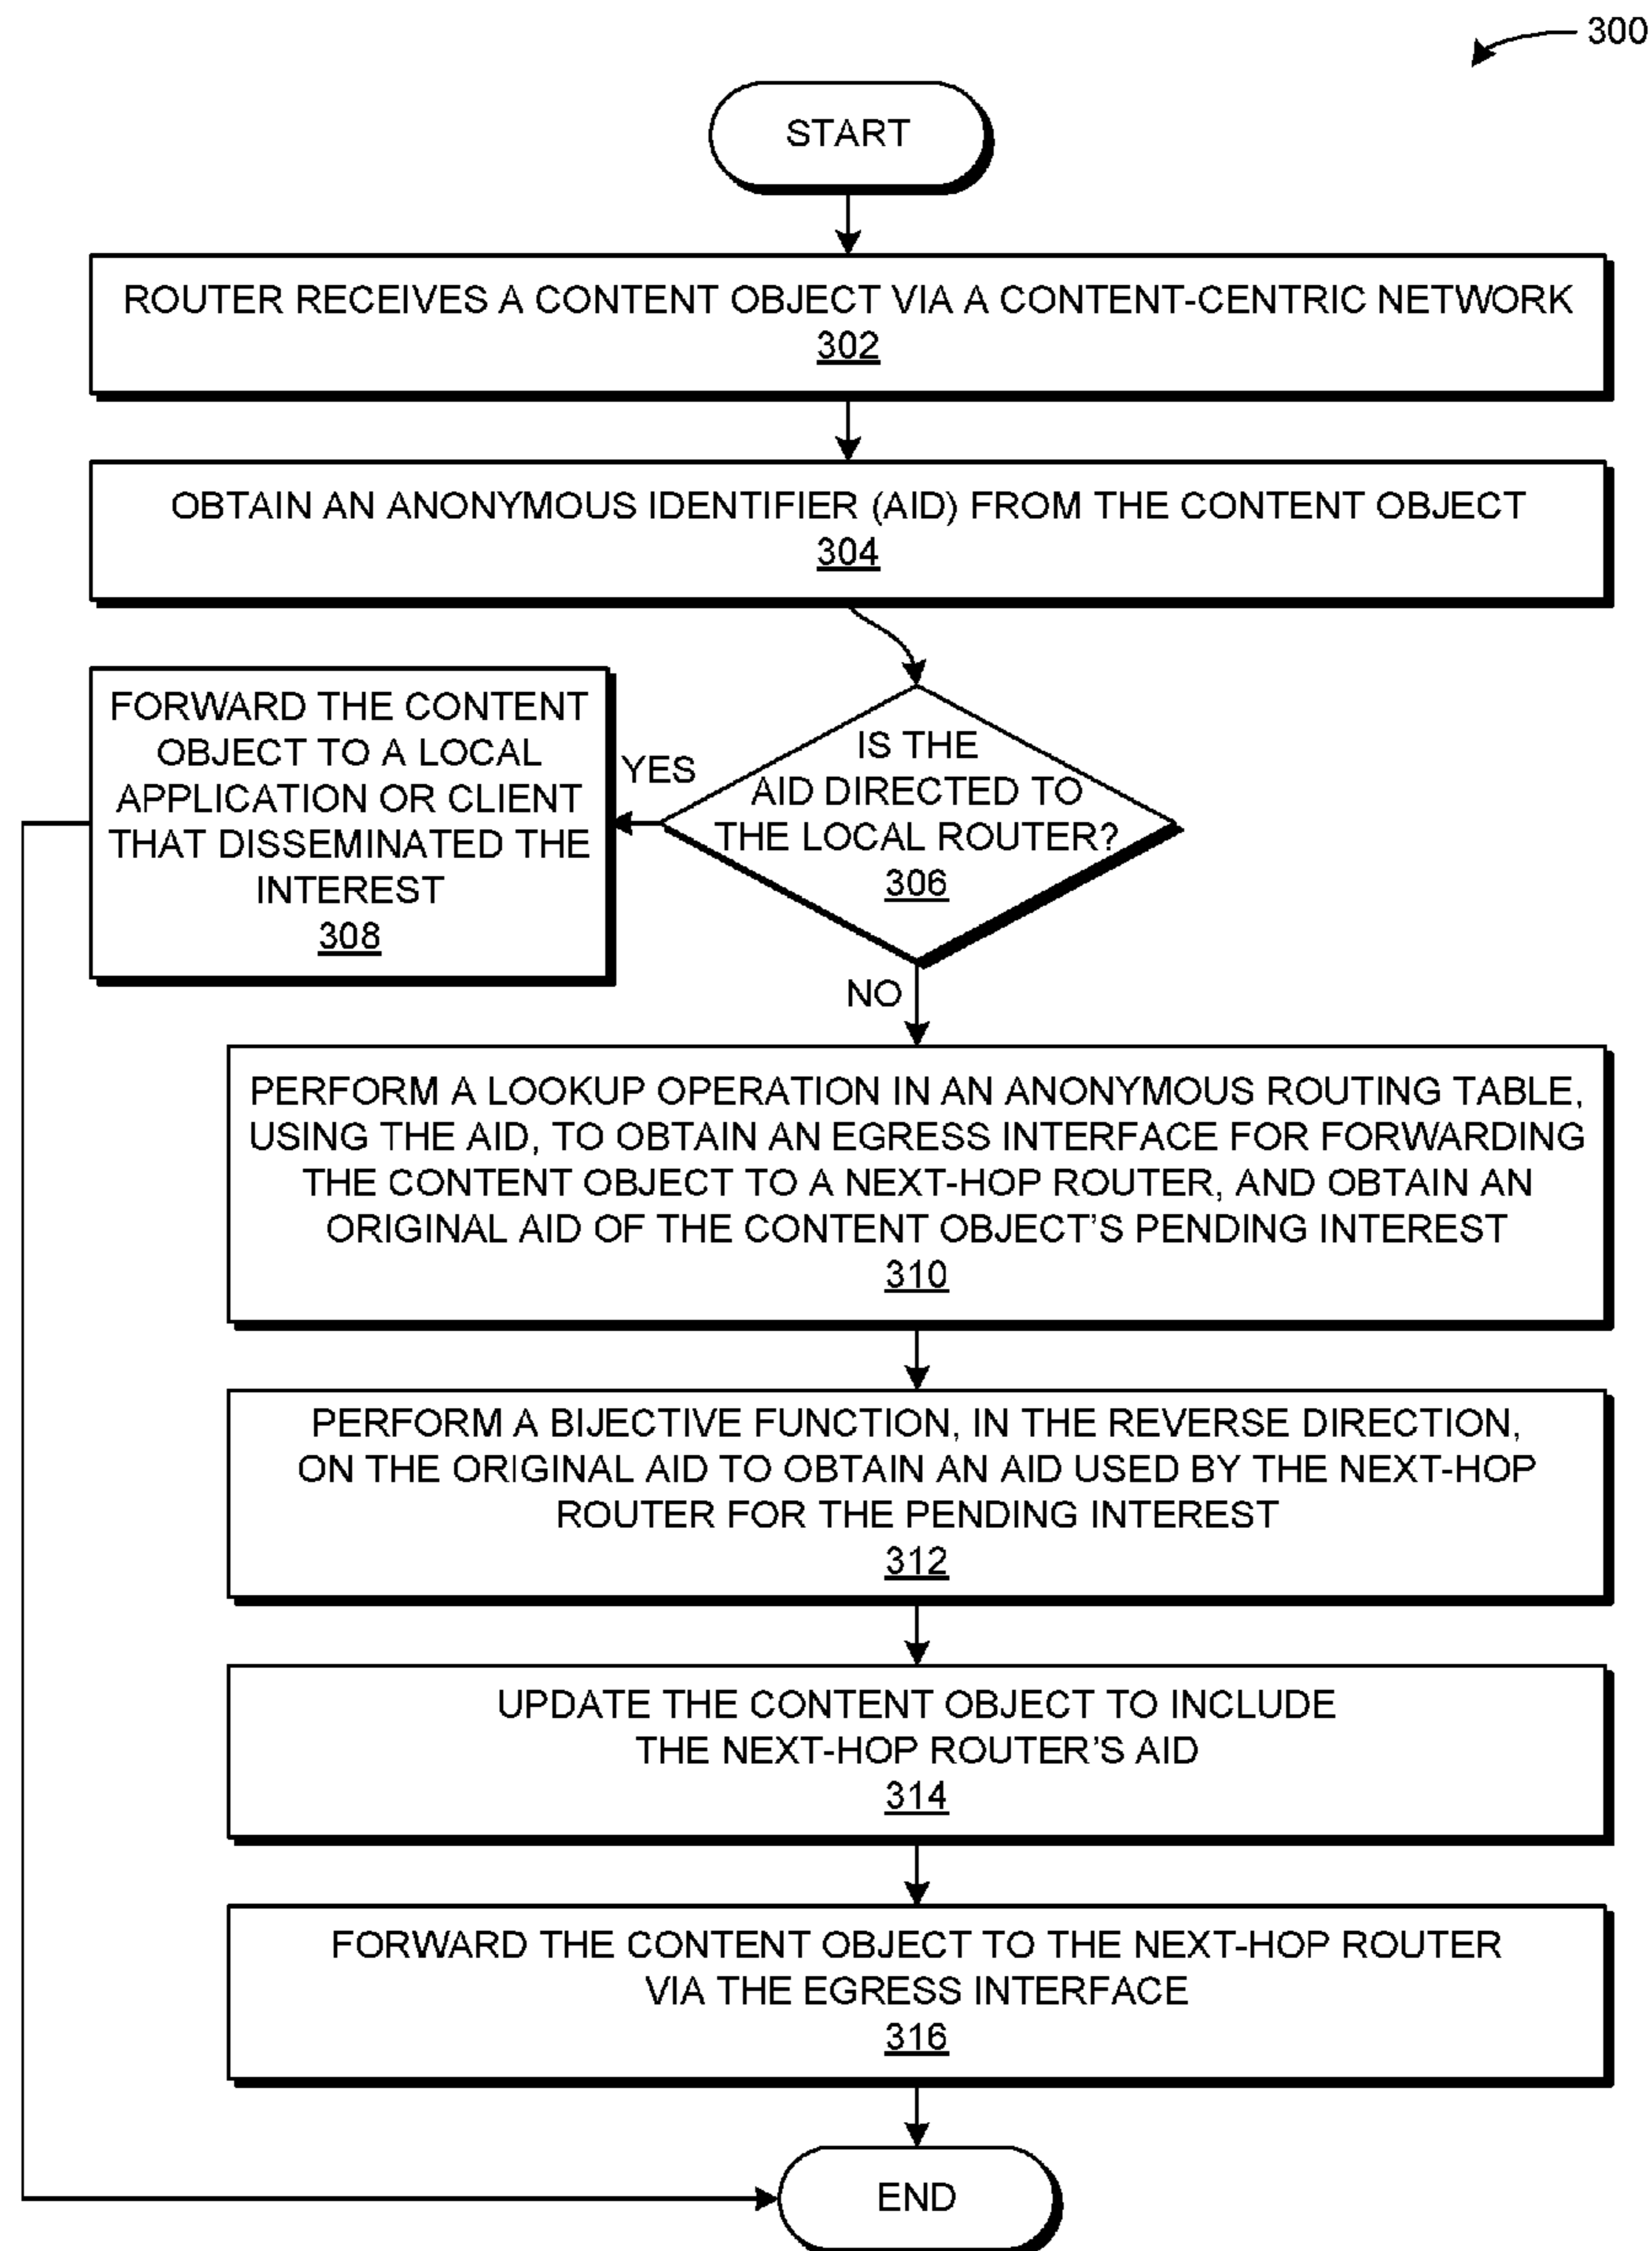 300
START
ROUTER RECEIVES A CONTENT OBJECT VIA A CONTENT-CENTRIC NETWORK
302
OBTAIN AN ANONYMOUS IDENTIFIER (AID) FROM THE CONTENT OBJECT
304
IS THE
AID DIRECTED TO
THE LOCAL ROUTER?
306
YES
FORWARD THE CONTENT
OBJECT TO A LOCAL
APPLICATION OR CLIENT
THAT DISSEMINATED THE
INTEREST
308
NO
PERFORM A LOOKUP OPERATION IN AN ANONYMOUS ROUTING TABLE,
USING THE AID, TO OBTAIN AN EGRESS INTERFACE FOR FORWARDING
THE CONTENT OBJECT TO A NEXT-HOP ROUTER, AND OBTAIN AN
ORIGINAL AID OF THE CONTENT OBJECT'S PENDING INTEREST
310
PERFORM A BIJECTIVE FUNCTION, IN THE REVERSE DIRECTION,
ON THE ORIGINAL AID TO OBTAIN AN AID USED BY THE NEXT-HOP
ROUTER FOR THE PENDING INTEREST
312
UPDATE THE CONTENT OBJECT TO INCLUDE
THE NEXT-HOP ROUTER'S AID
314
FORWARD THE CONTENT OBJECT TO THE NEXT-HOP ROUTER
VIA THE EGRESS INTERFACE
316
END